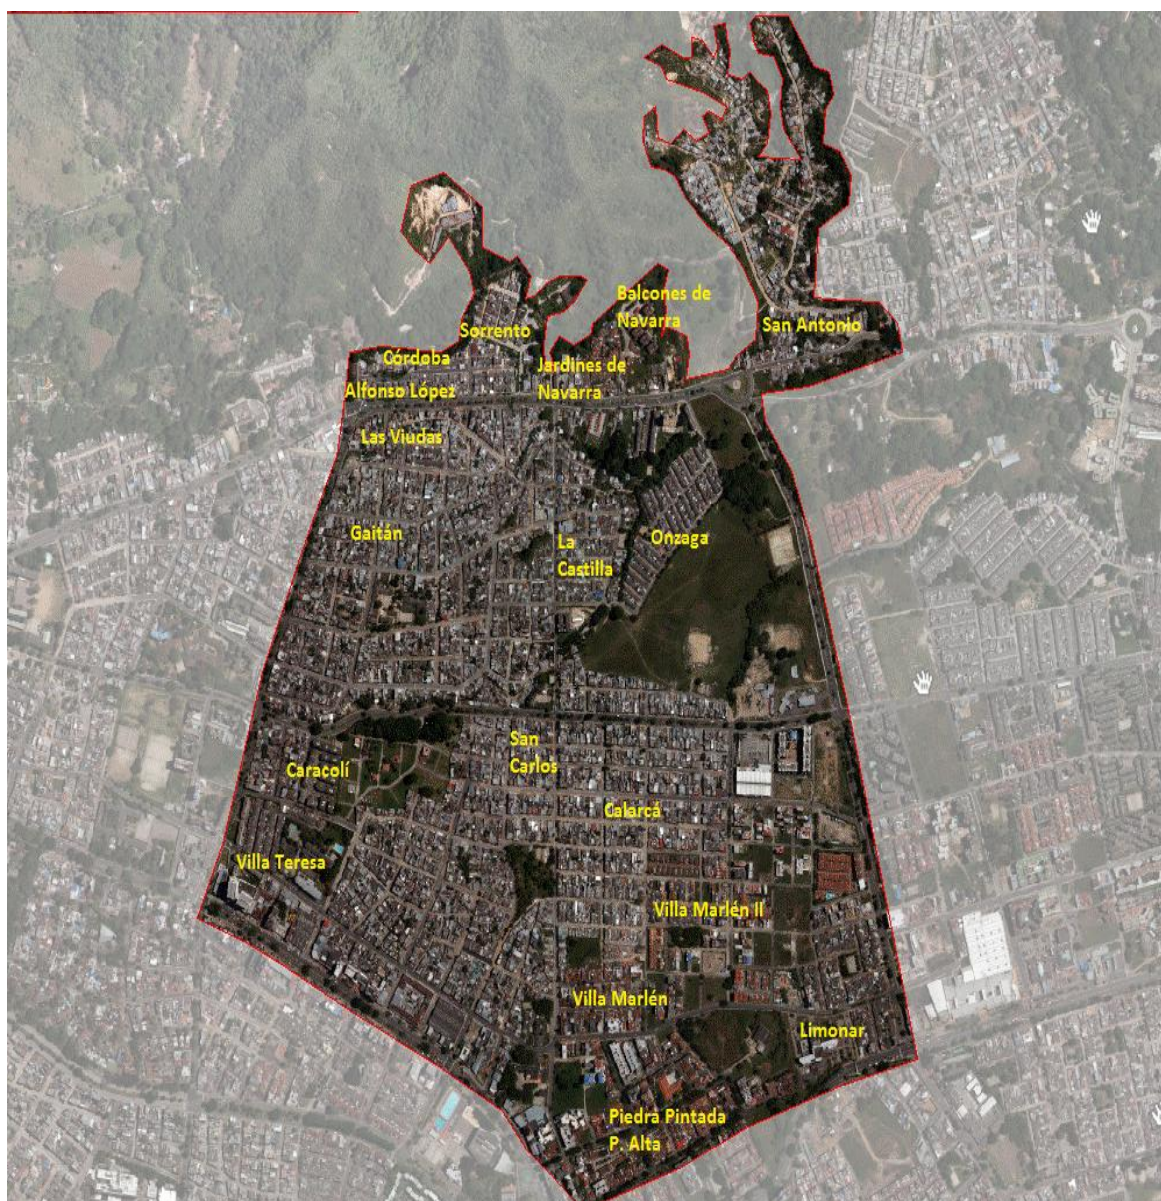 Balcones de
Navarra
San Antonio
Sorrento
Córdoba
Jardines de
Navarra
Alfonso López
Las Viudas
Gaitán
La
Castilla
Onzaga
San
Carlos
Caracolí
Calarcá
Villa Teresa
Villa Marlén II
Villa Marlén
Limonar
Piedra Pintada
P. Alta